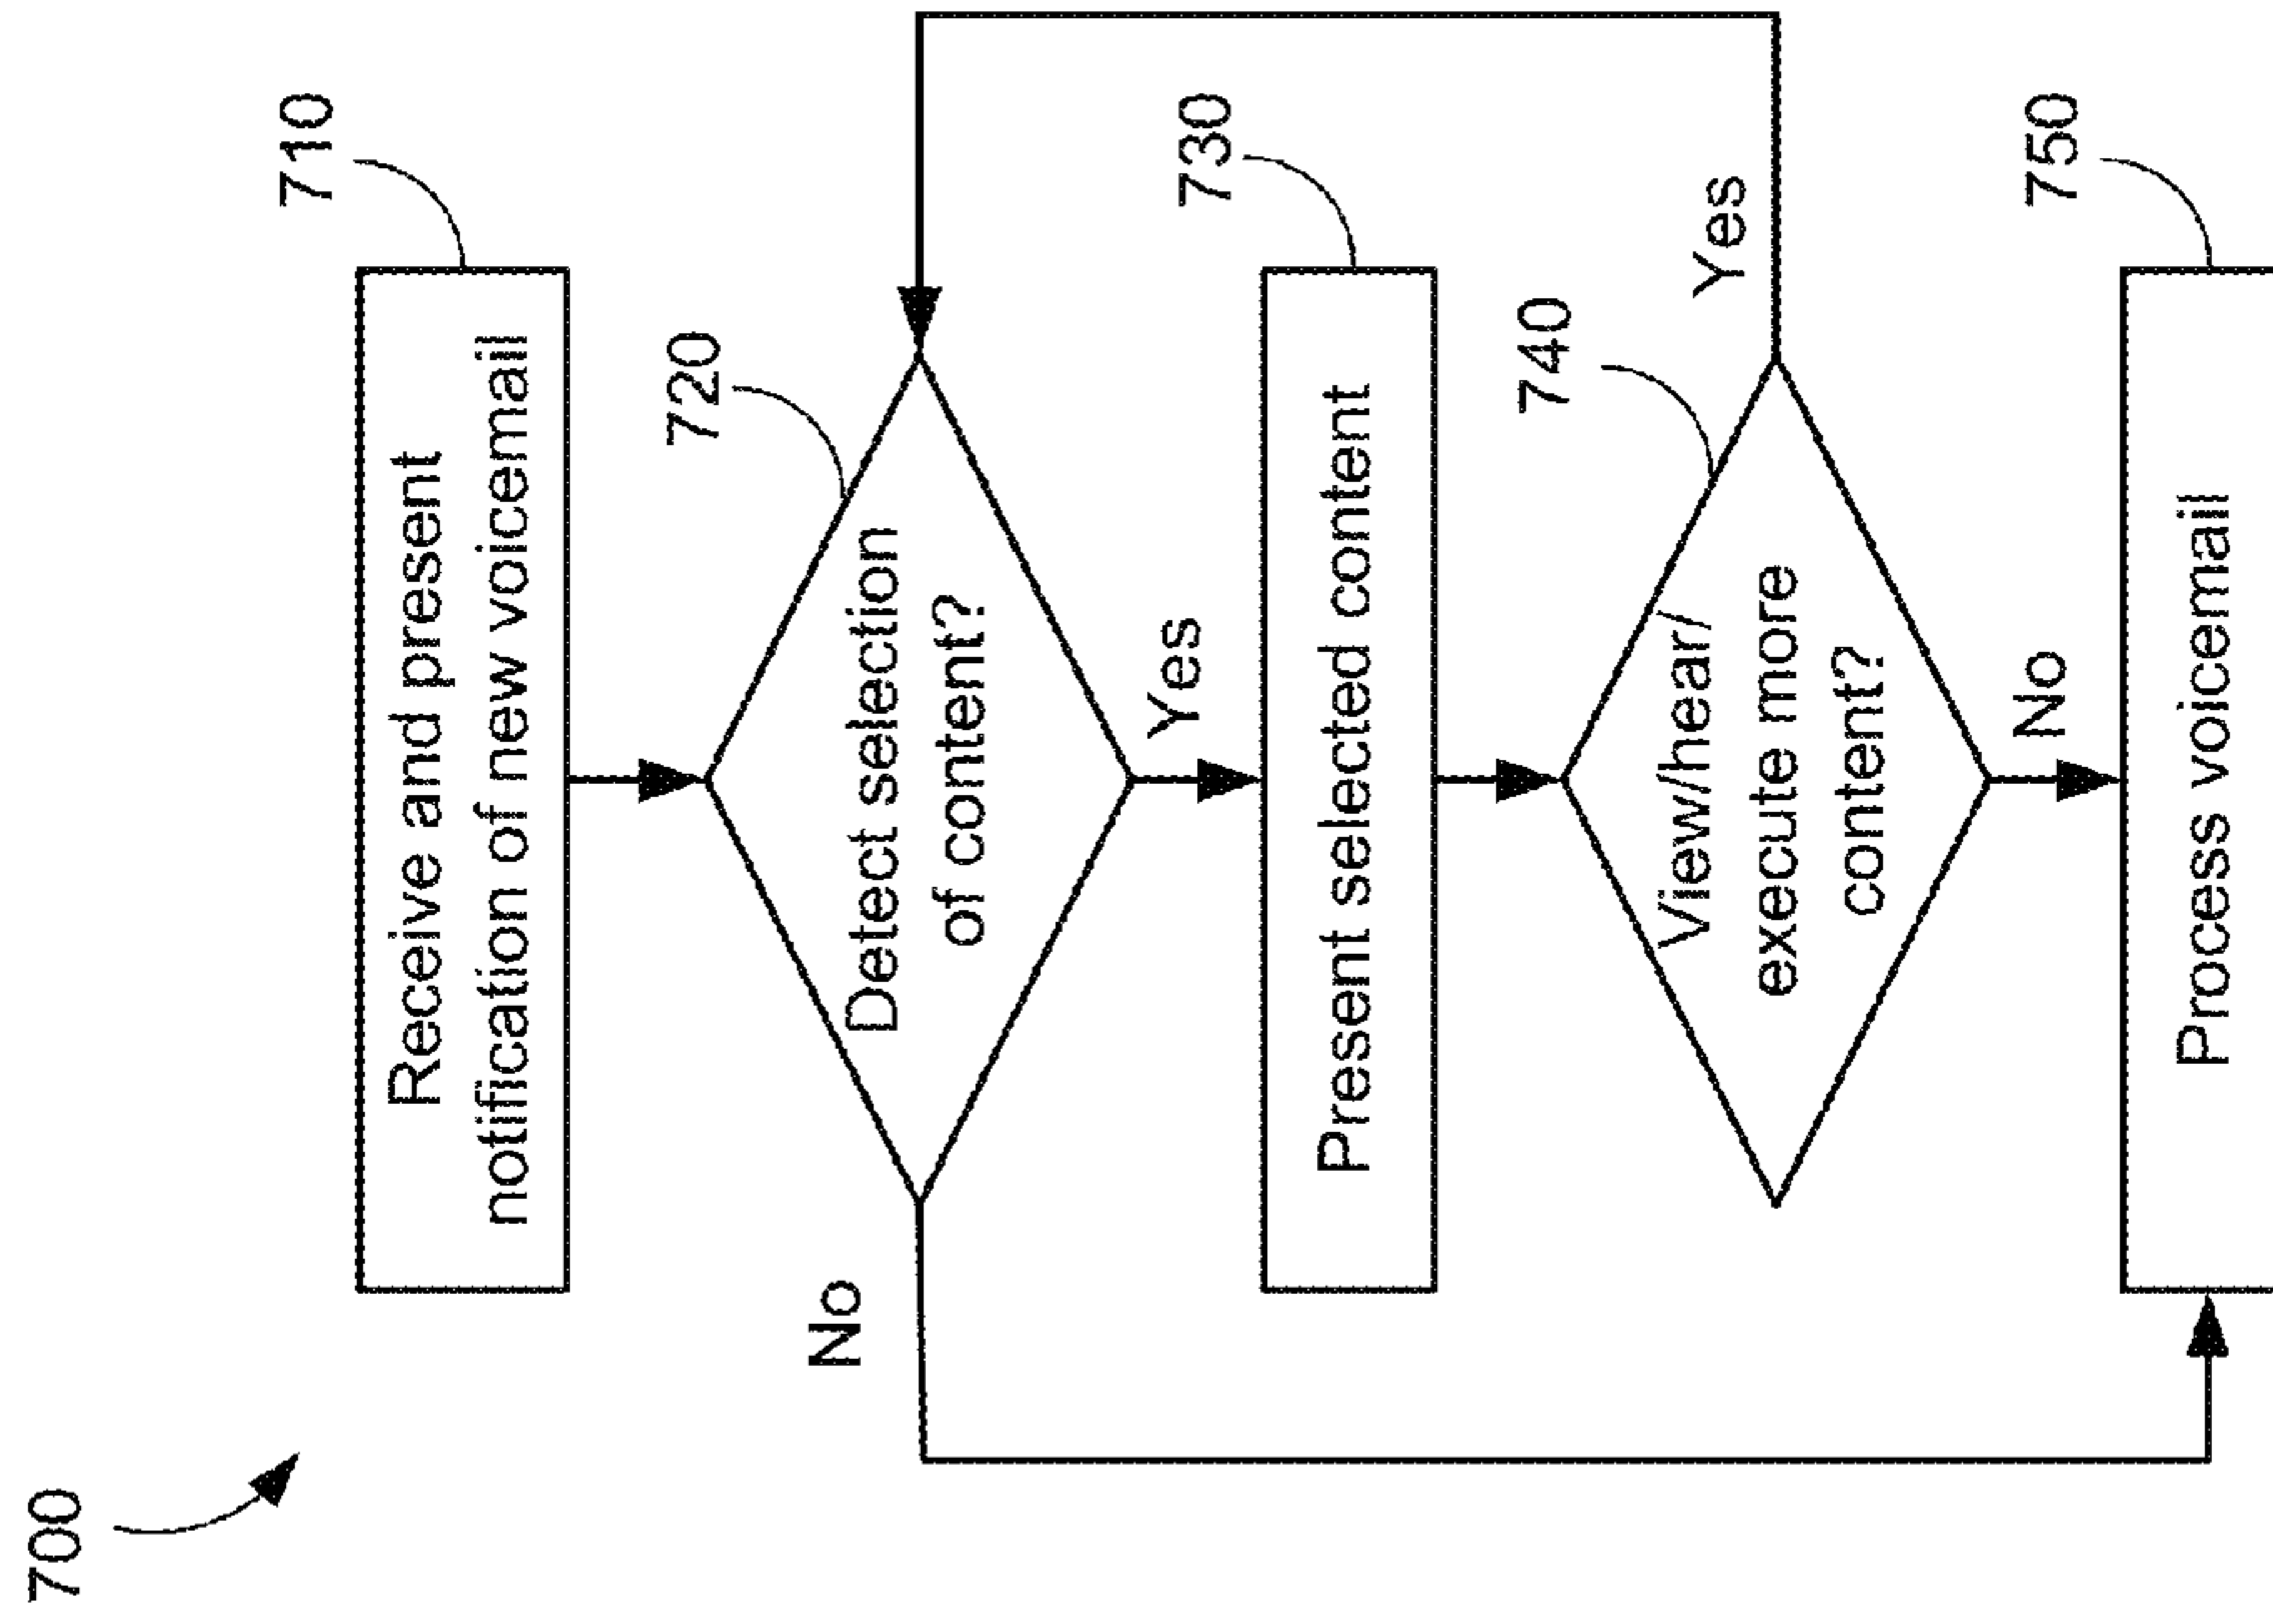 700
710
Receive and present
notification of new voicemail
720
Detect selection
of content?
No
Yes
730
Present selected content
740
View/hear/
execute more
content?
Yes
No
750
Process voicemail